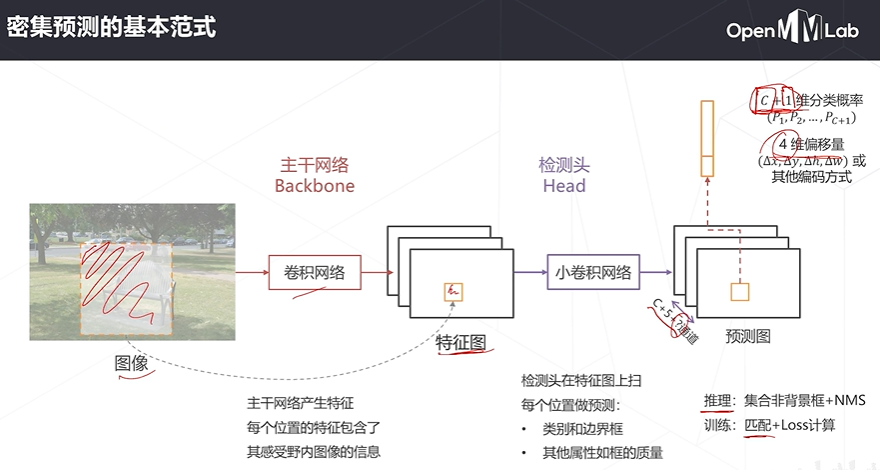 密集预测的基本范式
OpenMMLab
C + 1 维分类概率
(P₁, P₂, …, P_{C+1})
4 维偏移量
(Δx, Δy, Δh, Δw) 或
其他编码方式
主干网络
Backbone
检测头
Head
卷积网络
小卷积网络
C+5+?通道
图像
特征图
预测图
主干网络产生特征
每个位置的特征包含了
其感受野内图像的信息
检测头在特征图上扫
每个位置做预测：
• 类别和边界框
• 其他属性如框的质量
推理：集合非背景框+NMS
训练：匹配+Loss计算